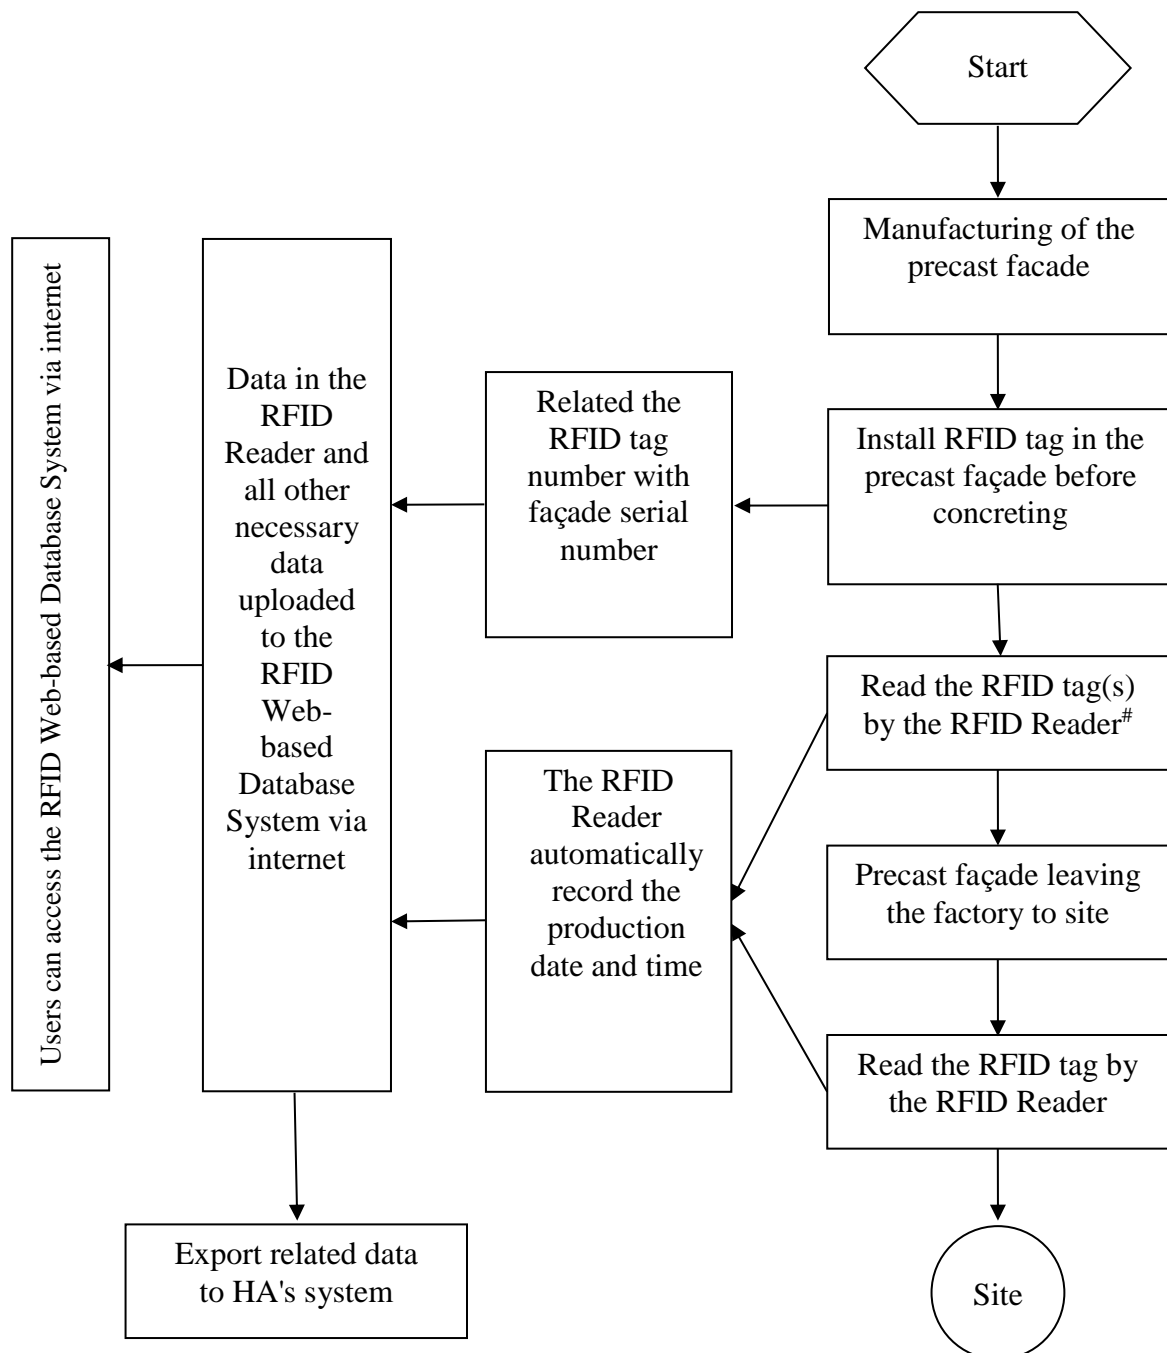 Start
Manufacturing of the
precast facade
Install RFID tag in the
precast façade before
concreting
Related the
RFID tag
number with
façade serial
number
Read the RFID tag(s)
by the RFID Reader#
The RFID
Reader
automatically
record the
production
date and time
Precast façade leaving
the factory to site
Read the RFID tag by
the RFID Reader
Site
Data in the
RFID
Reader and
all other
necessary
data
uploaded
to the
RFID
Web-
based
Database
System via
internet
Users can access the RFID Web-based Database System via internet
Export related data
to HA's system